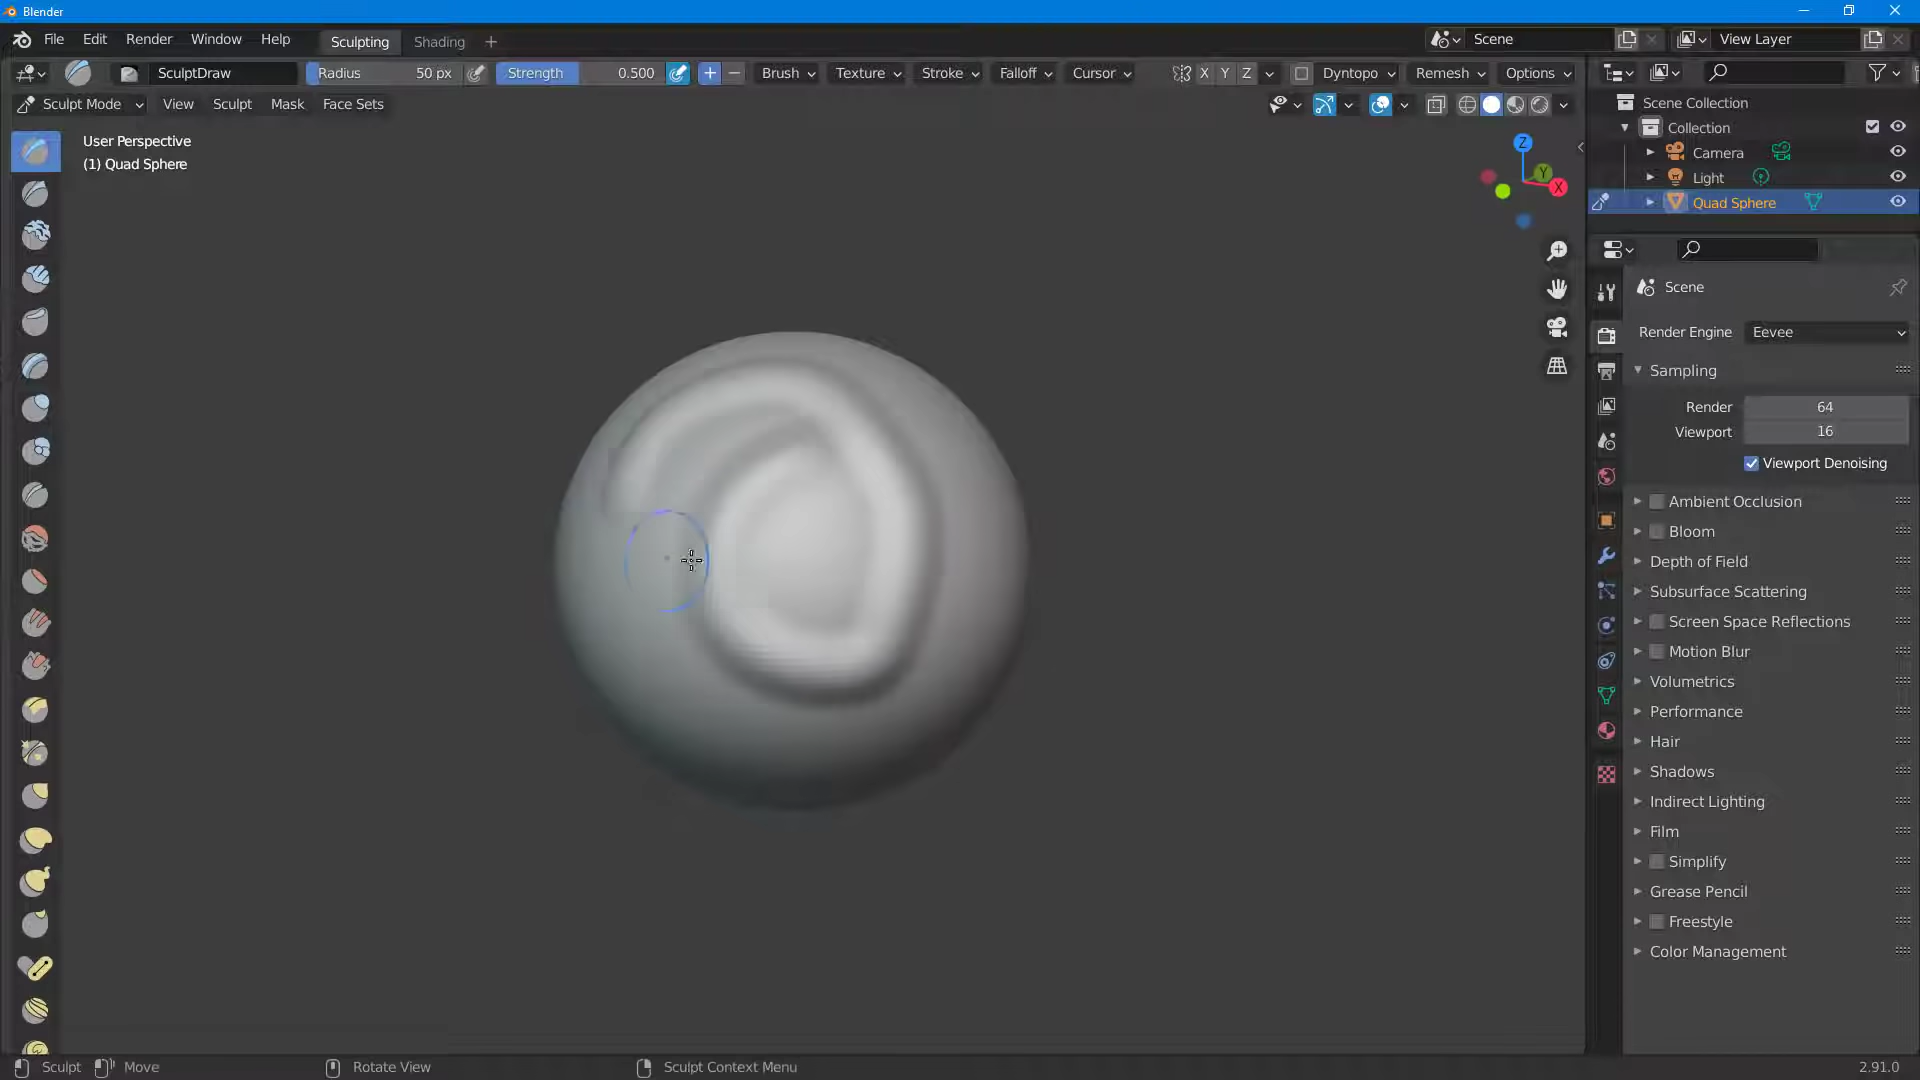 Blender
File Edit Render Window Help Sculpting Shading + Scene View Layer
SculptDraw Radius 50 px Strength 0.500 + − Brush Texture Stroke Falloff Cursor X Y Z Dyntopo Remesh Options
Sculpt Mode View Sculpt Mask Face Sets
User Perspective
(1) Quad Sphere
Z
Y
X
Scene Collection
Collection
Camera
Light
Quad Sphere
Scene
Render Engine Eevee
Sampling
Render 64
Viewport 16
Viewport Denoising
Ambient Occlusion
Bloom
Depth of Field
Subsurface Scattering
Screen Space Reflections
Motion Blur
Volumetrics
Performance
Hair
Shadows
Indirect Lighting
Film
Simplify
Grease Pencil
Freestyle
Color Management
Sculpt Move Rotate View Sculpt Context Menu 2.91.0